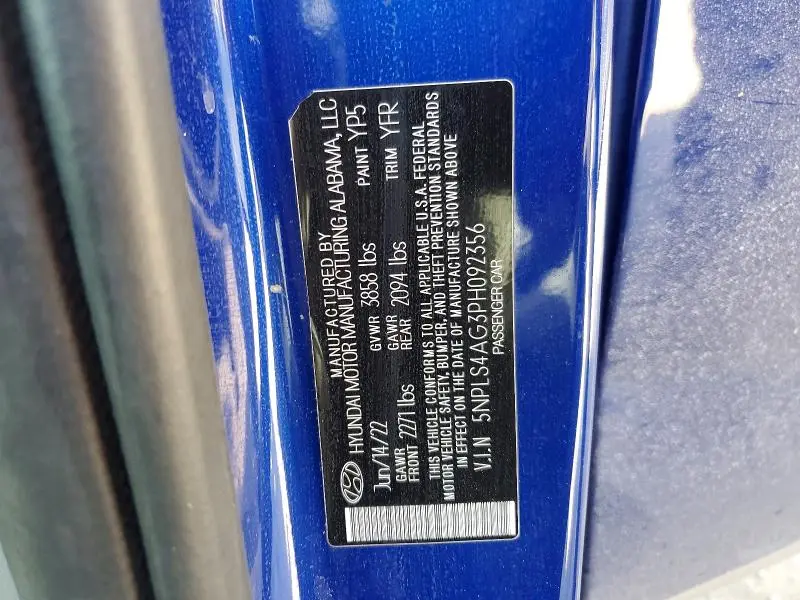 MANUFACTURED BY
HYUNDAI MOTOR MANUFACTURING ALABAMA, LLC
Jun/14/22 GVWR 3858 lbs PAINT YP5
GAWR FRONT 2271 lbs GAWR REAR 2094 lbs TRIM YFR
THIS VEHICLE CONFORMS TO ALL APPLICABLE U.S.A. FEDERAL
MOTOR VEHICLE SAFETY, BUMPER, AND THEFT PREVENTION STANDARDS
IN EFFECT ON THE DATE OF MANUFACTURE SHOWN ABOVE
V.I.N 5NPLS4AG3PH092356
PASSENGER CAR